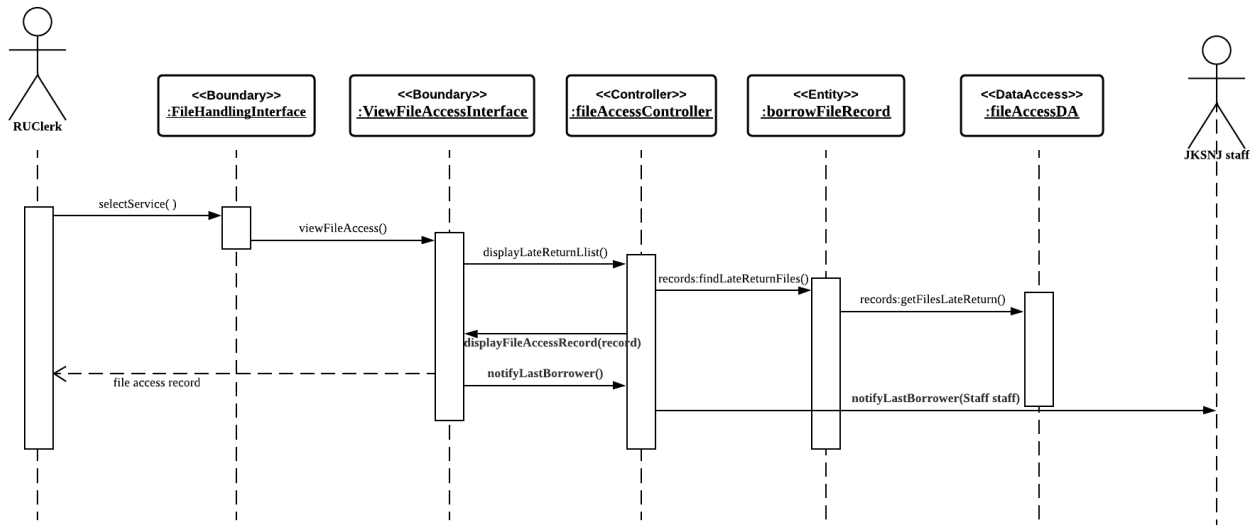 <<Boundary>>
:FileHandlingInterface
<<Boundary>>
:ViewFileAccessInterface
<<Controller>>
:fileAccessController
<<Entity>>
:borrowFileRecord
<<DataAccess>>
:fileAccessDA
RUClerk
JKSNJ staff
selectService( )
viewFileAccess()
displayLateReturnLlist()
records:findLateReturnFiles()
records:getFilesLateReturn()
displayFileAccessRecord(record)
file access record
notifyLastBorrower()
notifyLastBorrower(Staff staff)